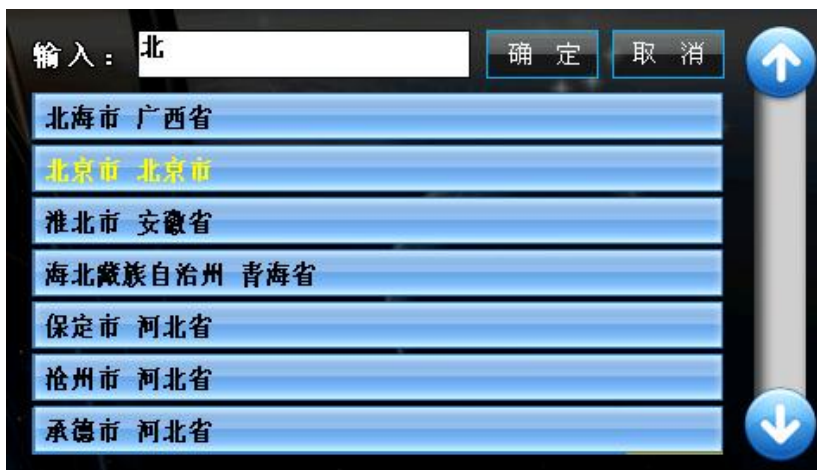 输入： 北 确 定 取 消
北海市 广西省
北京市 北京市
淮北市 安徽省
海北藏族自治州 青海省
保定市 河北省
沧州市 河北省
承德市 河北省